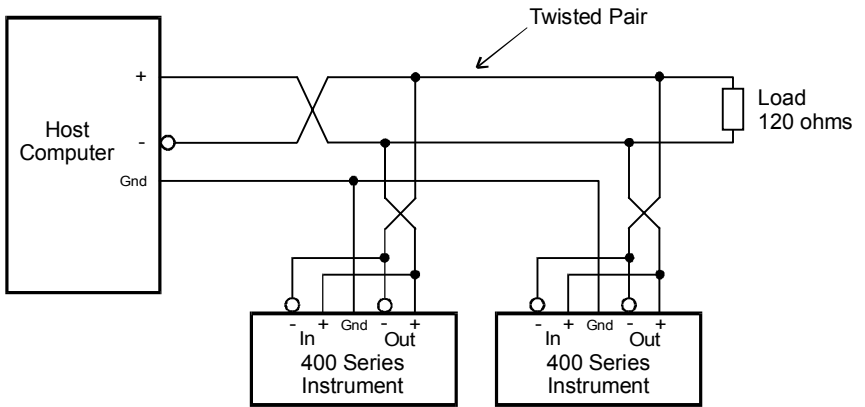 Twisted Pair
+
Load
120 ohms
Host
Computer
-
Gnd
- + Gnd - +
In Out
400 Series
Instrument
- + Gnd - +
In Out
400 Series
Instrument